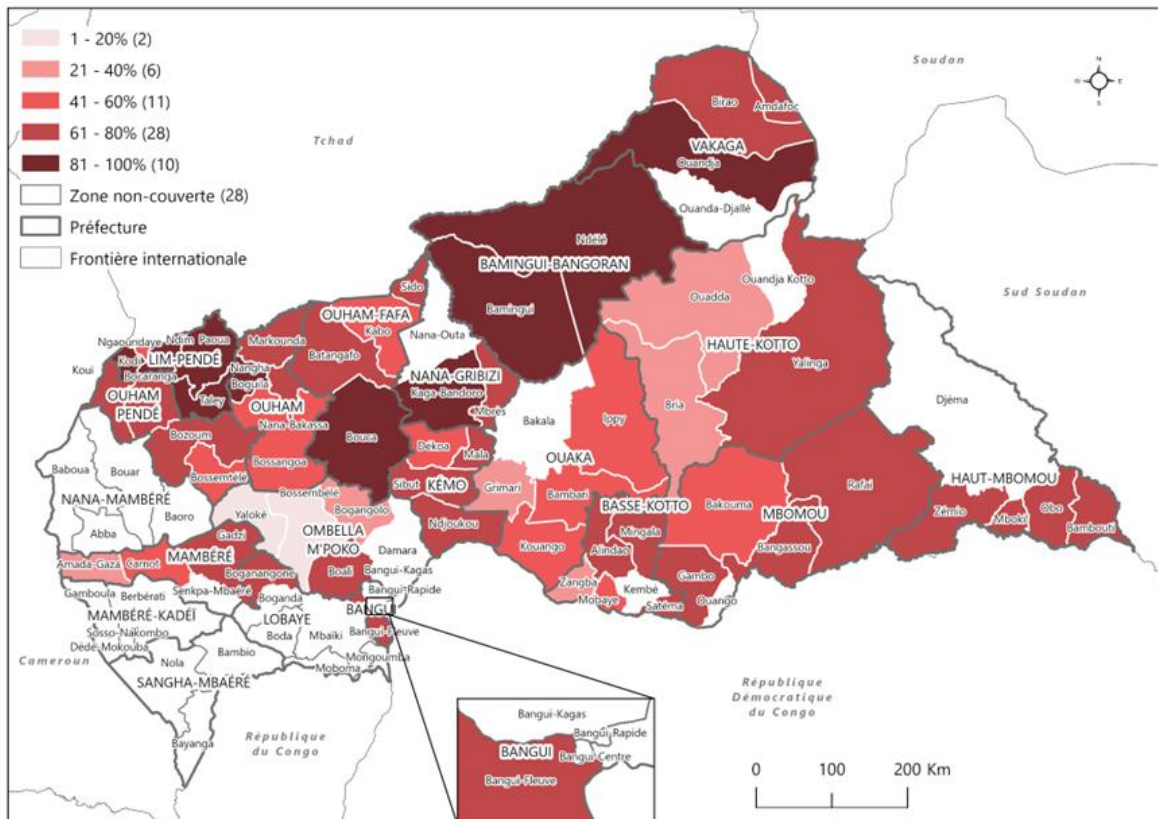 1 - 20% (2)
21 - 40% (6)
41 - 60% (11)
61 - 80% (28)
81 - 100% (10)
Zone non-couverte (28)
Préfecture
Frontière internationale
N
W
E
S
Soudan
Tchad
Birao
Amdafoc
VAKAGA
Ouandja
Ouanda-Djallé
Ndélé
BAMINGUI-BANGORAN
Bamingui
Ouandja Kotto
Ouadda
Sud Soudan
Sido
OUHAM-FAFA
Kabo
Nana-Outa
Batangafo
Markounda
Ngaoundaye
Ndim
Paoua
LIM-PENDÉ
Koui
Kodi
Bocaranga
Nangha
Boguila
Taley
OUHAM
PENDÉ
OUHAM
Nana-Bakassa
NANA-GRIBIZI
Kaga-Bandoro
Mbres
HAUTE-KOTTO
Yalinga
Djéma
Bria
Ippy
Bakala
Bouca
Bozoum
Bossemtélé
Bossangoa
Dékoa
Mala
OUAKA
Baboua
Bouar
NANA-MAMBÉRÉ
Baoro
Abba
Bossembélé
Bogangolo
Yaloké
Sibut
KÉMO
Grimari
Bambari
BASSE-KOTTO
Bakouma
MBOMOU
Rafaï
HAUT-MBOMOU
Zémio
Mboki
Obo
Bambouti
OMBELLA
M'POKO
Ndjoukou
Mingala
Kouango
Alindao
Bangassou
Gadzi
MAMBÉRÉ
Damara
Amada-Gaza
Carnot
Boganangone
Boali
Bangui-Kagas
Gambo
Zangba
Kembé
Mobaye
Satéma
Ouango
Gamboula
Berbérati
Senkpa-Mbaéré
Boganda
Bangui-Rapide
MAMBÉRÉ-KADÉÏ
LOBAYE
BANGUI
Sosso-Nakombo
Boda
Mbaïki
Bangui-Fleuve
Dédé-Mokouba
Cameroun
Nola
Bambio
Mongoumba
Moboma
SANGHA-MBAÉRÉ
République
du Congo
Bayanga
République
Démocratique
du Congo
Bangui-Kagas
Bangui-Rapide
BANGUI
Bangui-Centre
Bangui-Fleuve
0 100 200 Km